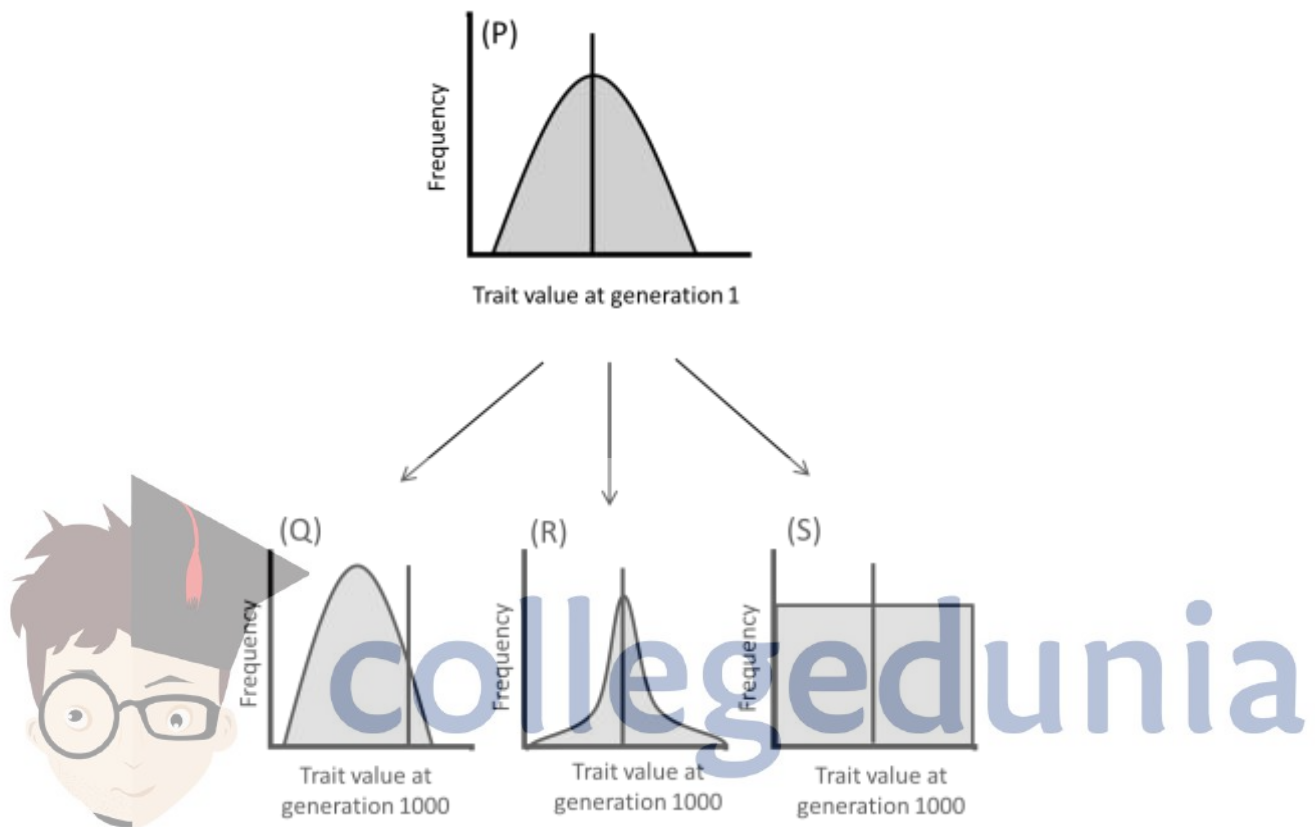 (P)
Frequency
Trait value at generation 1
(Q)
(R)
(S)
Frequency
Frequency
Frequency
collegedunia
Trait value at
generation 1000
Trait value at
generation 1000
Trait value at
generation 1000